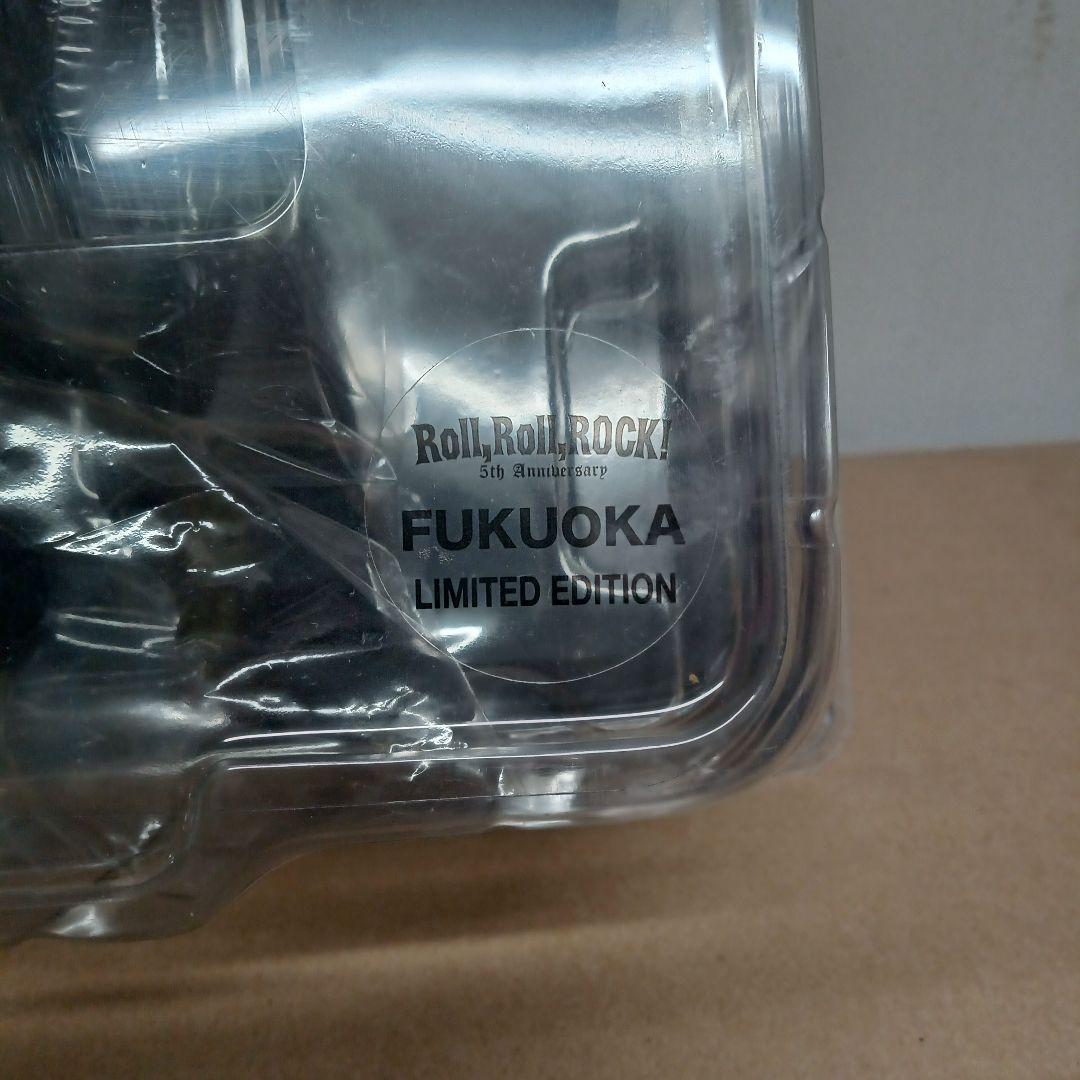 Roll,Roll,ROCK!
5th Anniversary
FUKUOKA
LIMITED EDITION